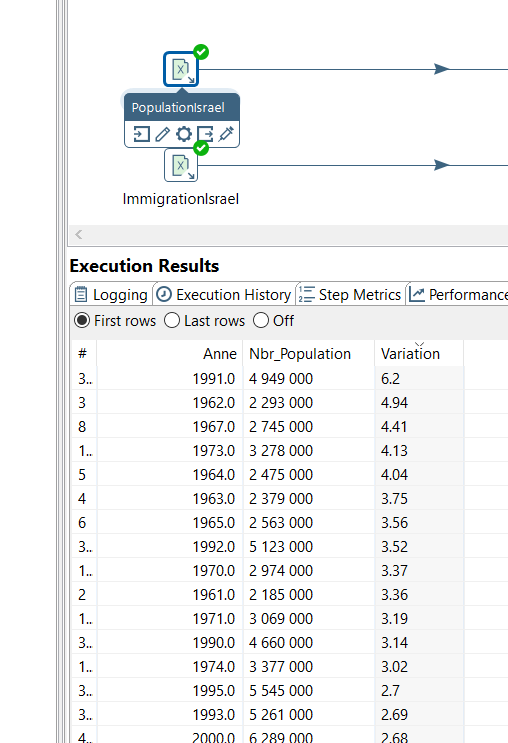 PopulationIsrael
ImmigrationIsrael
Execution Results
Logging Execution History Step Metrics Performance
First rows Last rows Off
# Anne Nbr_Population Variation
3.. 1991.0 4 949 000 6.2
3 1962.0 2 293 000 4.94
8 1967.0 2 745 000 4.41
1.. 1973.0 3 278 000 4.13
5 1964.0 2 475 000 4.04
4 1963.0 2 379 000 3.75
6 1965.0 2 563 000 3.56
3.. 1992.0 5 123 000 3.52
1.. 1970.0 2 974 000 3.37
2 1961.0 2 185 000 3.36
1.. 1971.0 3 069 000 3.19
3.. 1990.0 4 660 000 3.14
1.. 1974.0 3 377 000 3.02
3.. 1995.0 5 545 000 2.7
3.. 1993.0 5 261 000 2.69
4.. 2000.0 6 289 000 2.68